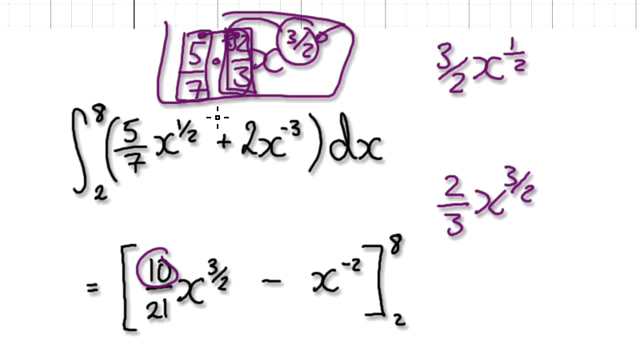 5/7 · 2/3 x^(3/2)
3/2 x^(1/2)
∫₂⁸ (5/7 x^(1/2) + 2x^(-3)) dx
2/3 x^(3/2)
= [10/21 x^(3/2) - x^(-2)]₂⁸